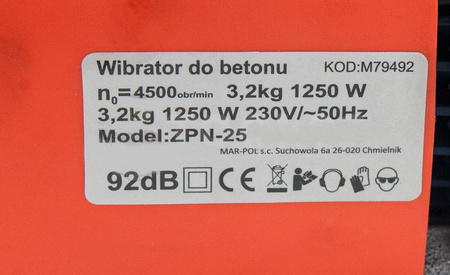 Wibrator do betonu KOD:M79492
n₀=4500obr/min 3,2kg 1250 W
3,2kg 1250 W 230V/~50Hz
Model:ZPN-25
MAR-POL s.c. Suchowola 6a 26-020 Chmielnik
92dB CE